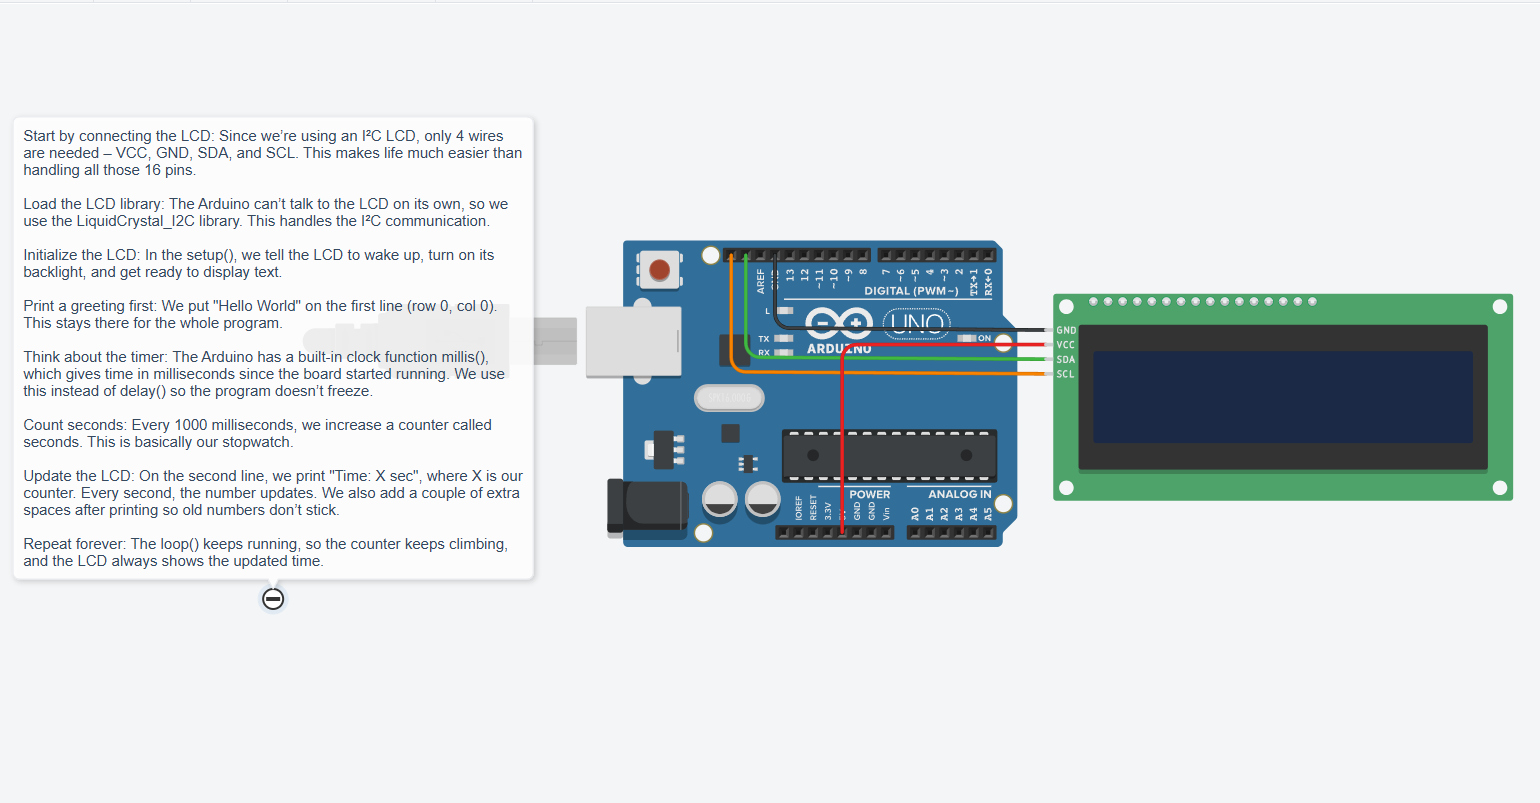 Start by connecting the LCD: Since we’re using an I²C LCD, only 4 wires
are needed – VCC, GND, SDA, and SCL. This makes life much easier than
handling all those 16 pins.
Load the LCD library: The Arduino can’t talk to the LCD on its own, so we
use the LiquidCrystal_I2C library. This handles the I²C communication.
Initialize the LCD: In the setup(), we tell the LCD to wake up, turn on its
backlight, and get ready to display text.
Print a greeting first: We put "Hello World" on the first line (row 0, col 0).
This stays there for the whole program.
Think about the timer: The Arduino has a built-in clock function millis(),
which gives time in milliseconds since the board started running. We use
this instead of delay() so the program doesn’t freeze.
Count seconds: Every 1000 milliseconds, we increase a counter called
seconds. This is basically our stopwatch.
Update the LCD: On the second line, we print "Time: X sec", where X is our
counter. Every second, the number updates. We also add a couple of extra
spaces after printing so old numbers don’t stick.
Repeat forever: The loop() keeps running, so the counter keeps climbing,
and the LCD always shows the updated time.
AREF 13 12 ~11 ~10 ~9 8 7 ~6 ~5 4 ~3 2 TX→1 RX←0
DIGITAL (PWM~)
L
UNO
TX
RX
ON
ARDUINO
POWER
ANALOG IN
IOREF RESET 3.3V GND GND Vin A0 A1 A2 A3 A4 A5
GND
VCC
SDA
SCL